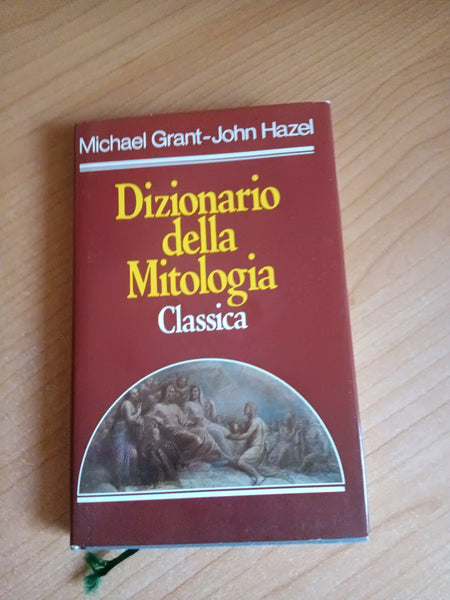 Michael Grant-John Hazel
Dizionario
della
Mitologia
Classica